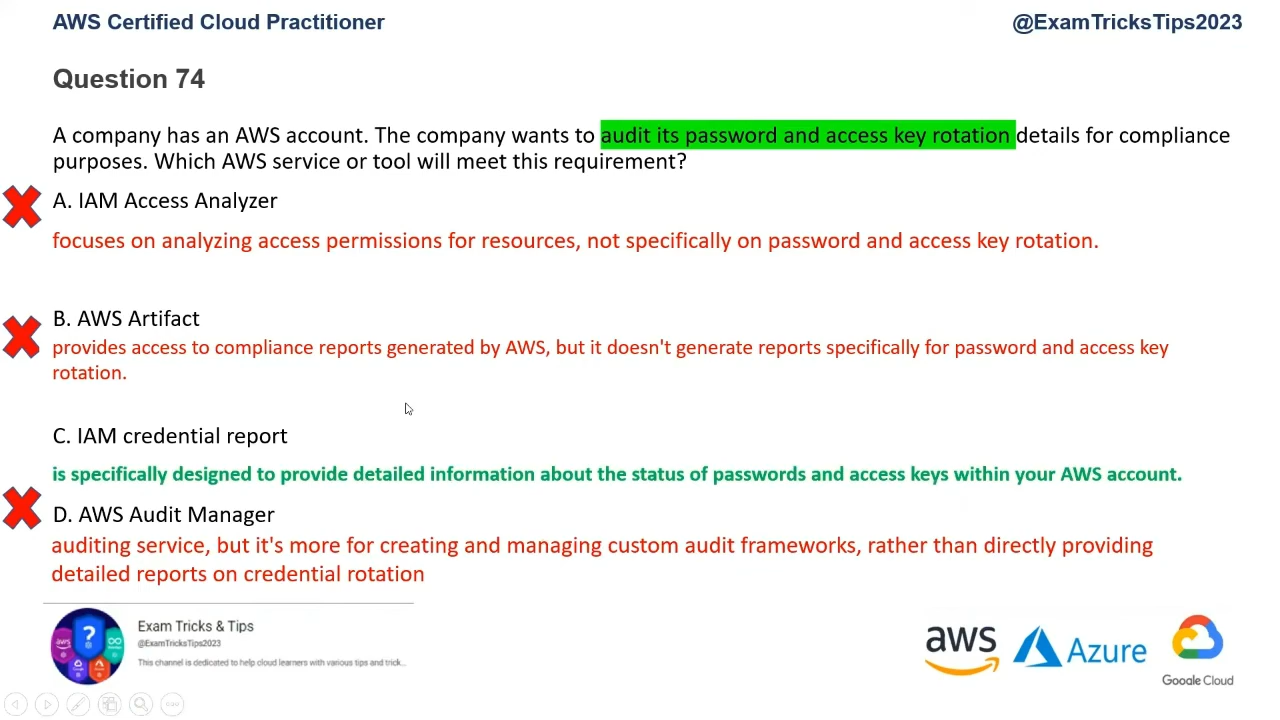 AWS Certified Cloud Practitioner
@ExamTricksTips2023
Question 74
A company has an AWS account. The company wants to audit its password and access key rotation details for compliance
purposes. Which AWS service or tool will meet this requirement?
A. IAM Access Analyzer
focuses on analyzing access permissions for resources, not specifically on password and access key rotation.
B. AWS Artifact
provides access to compliance reports generated by AWS, but it doesn't generate reports specifically for password and access key
rotation.
C. IAM credential report
is specifically designed to provide detailed information about the status of passwords and access keys within your AWS account.
D. AWS Audit Manager
auditing service, but it's more for creating and managing custom audit frameworks, rather than directly providing
detailed reports on credential rotation
aws
?
Exam Tricks & Tips
@ExamTricksTips2023
This channel is dedicated to help cloud learners with various tips and trick...
aws
Azure
Google Cloud